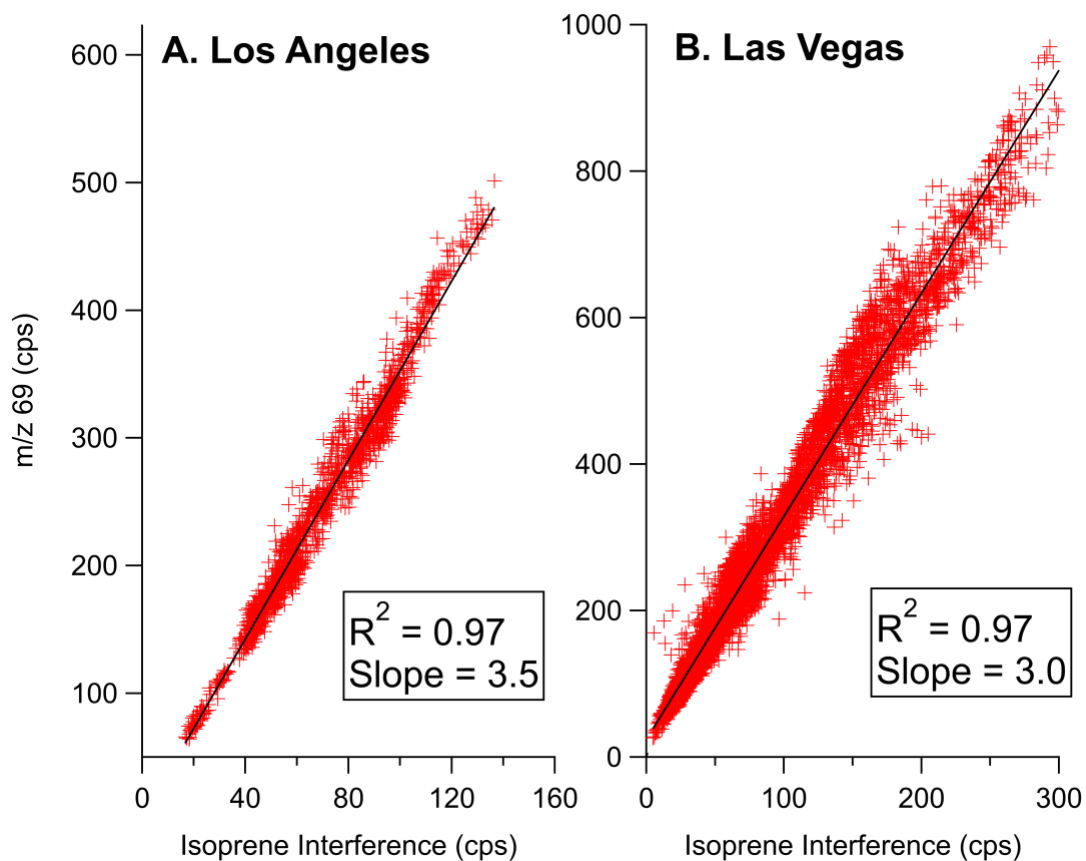 A. Los Angeles
600
500
400
300
200
100
m/z 69 (cps)
R² = 0.97
Slope = 3.5
0 40 80 120 160
Isoprene Interference (cps)
B. Las Vegas
1000
800
600
400
200
0
R² = 0.97
Slope = 3.0
0 100 200 300
Isoprene Interference (cps)